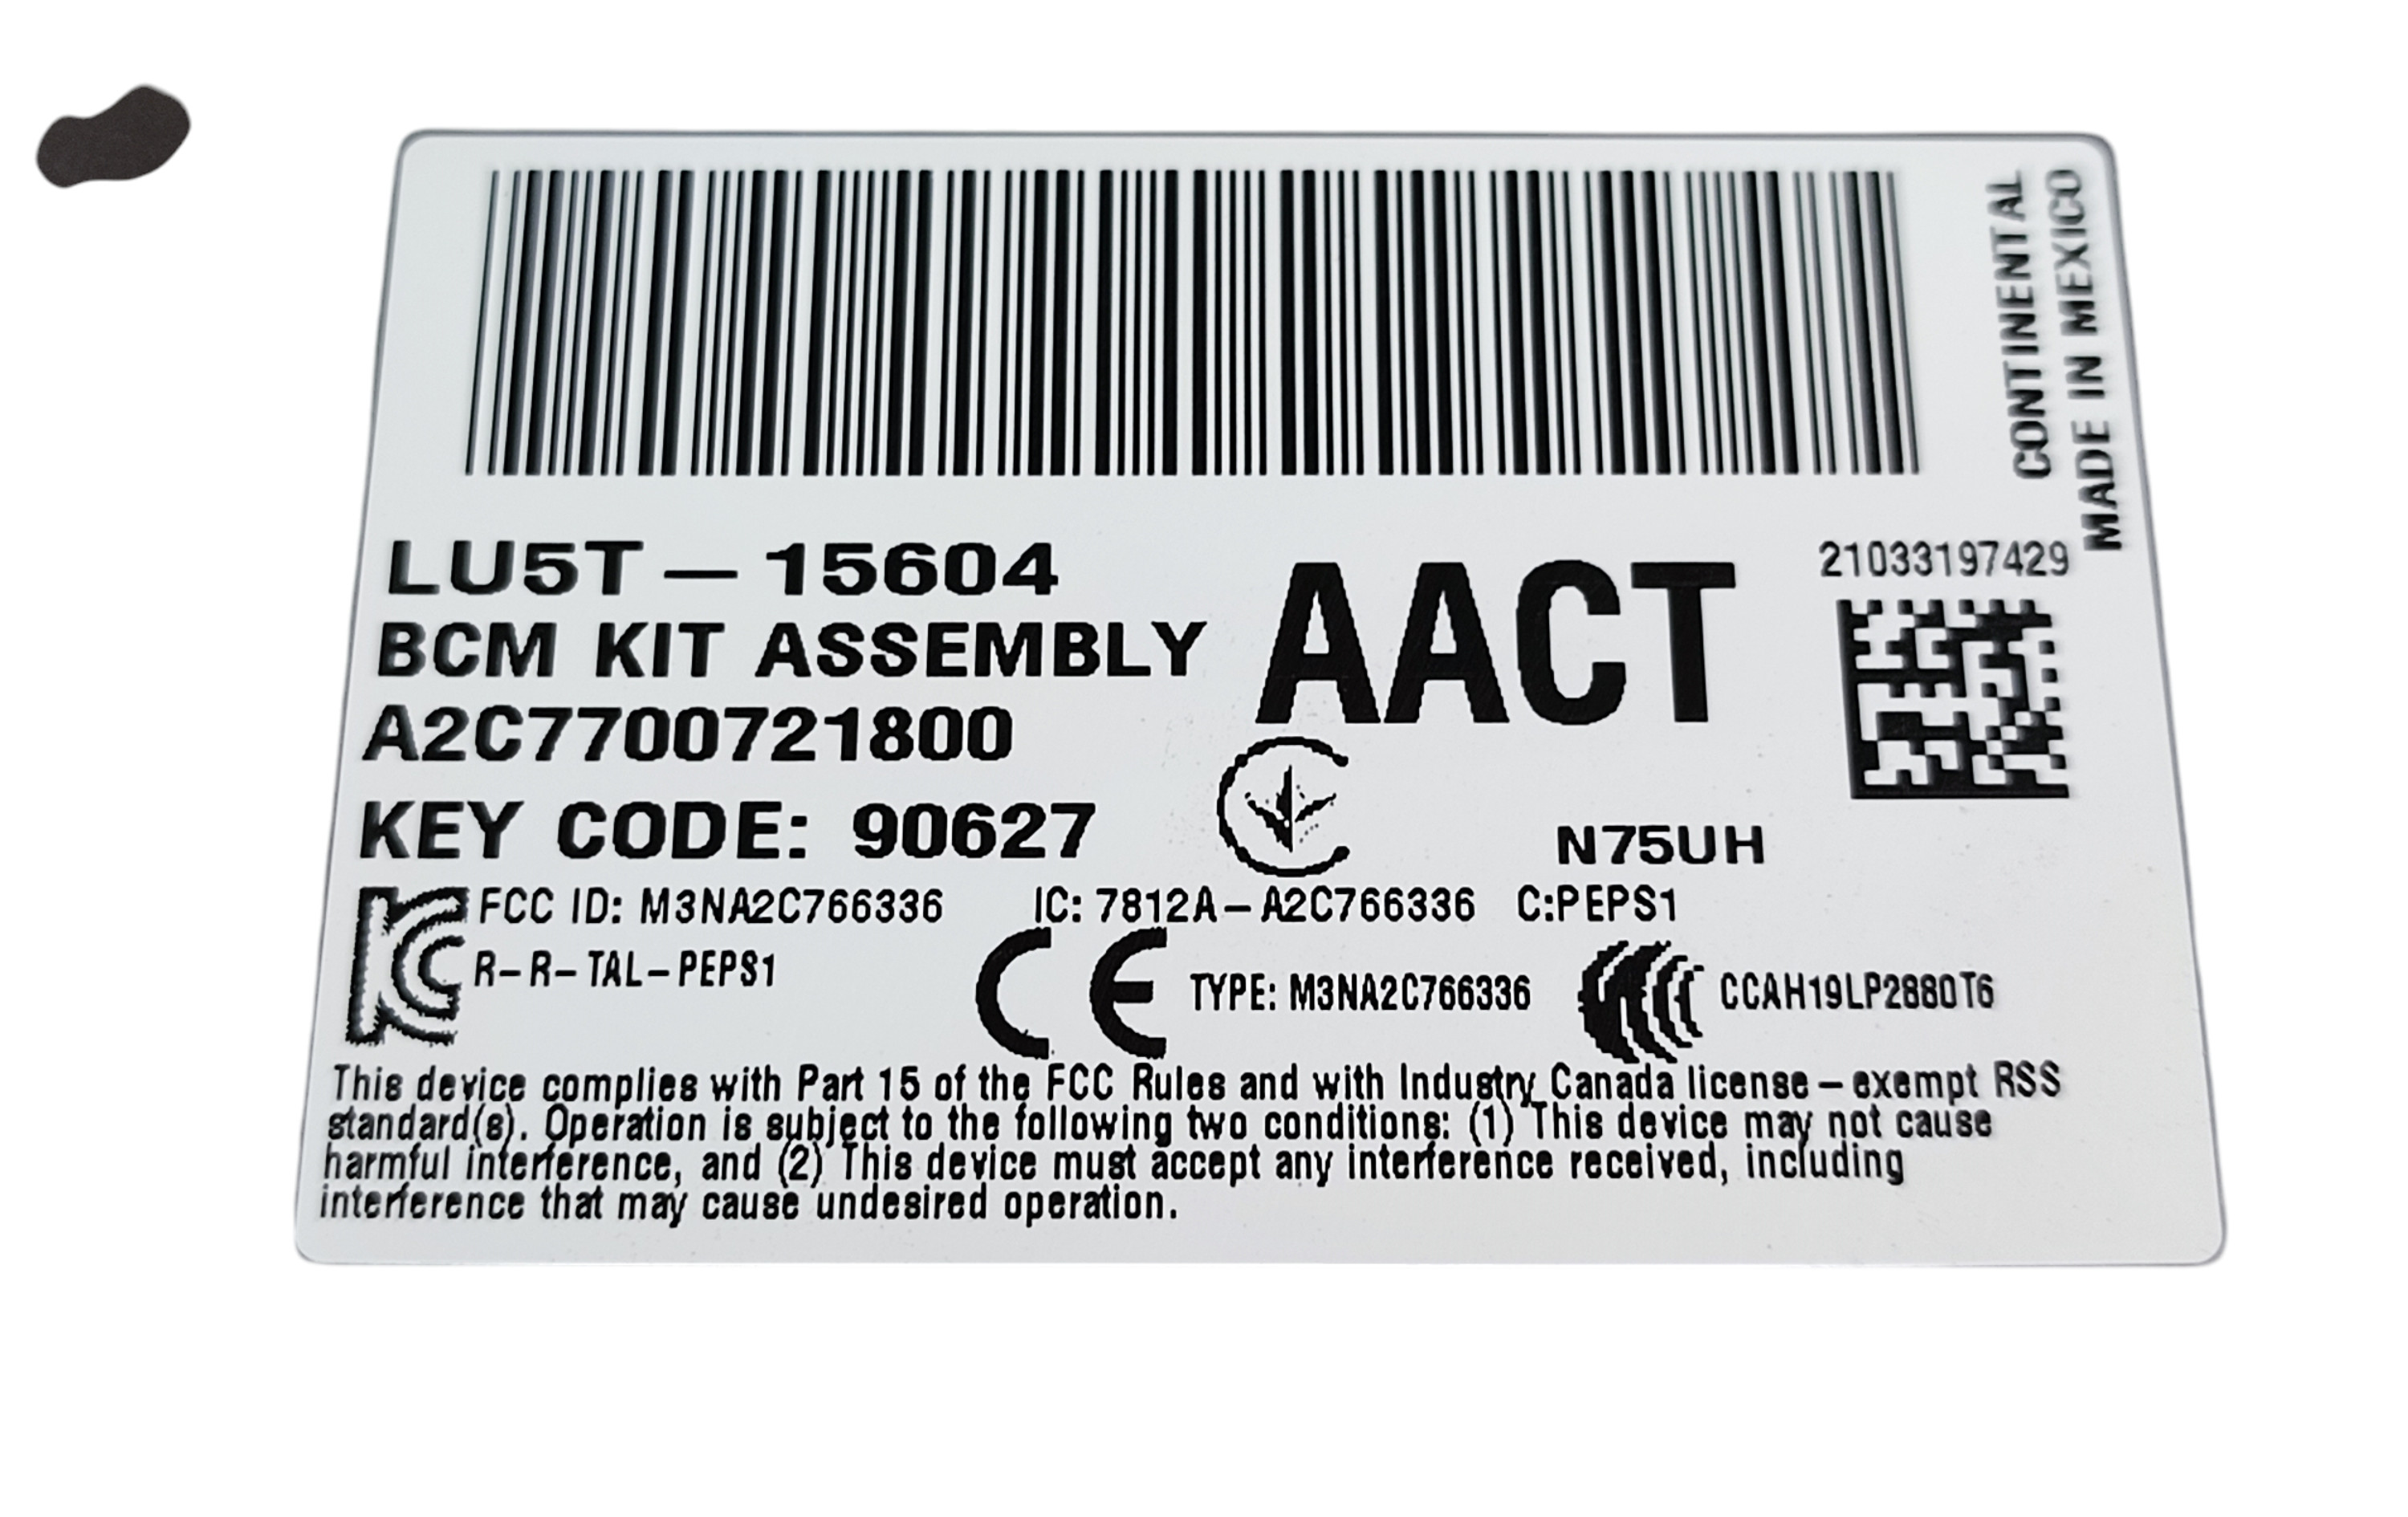 CONTINENTAL
MADE IN MEXICO
LU5T－15604
AACT
21033197429
BCM KIT ASSEMBLY
A2C7700721800
KEY CODE: 90627
N75UH
FCC ID: M3NA2C766336 IC: 7812A－A2C766336 C:PEPS1
R-R-TAL-PEPS1
CE TYPE: M3NA2C766336 CCAH19LP2880T6
This device complies with Part 15 of the FCC Rules and with Industry Canada license-exempt RSS
standard(s). Operation is subject to the following two conditions: (1) This device may not cause
harmful interference, and (2) This device must accept any interference received, including
interference that may cause undesired operation.